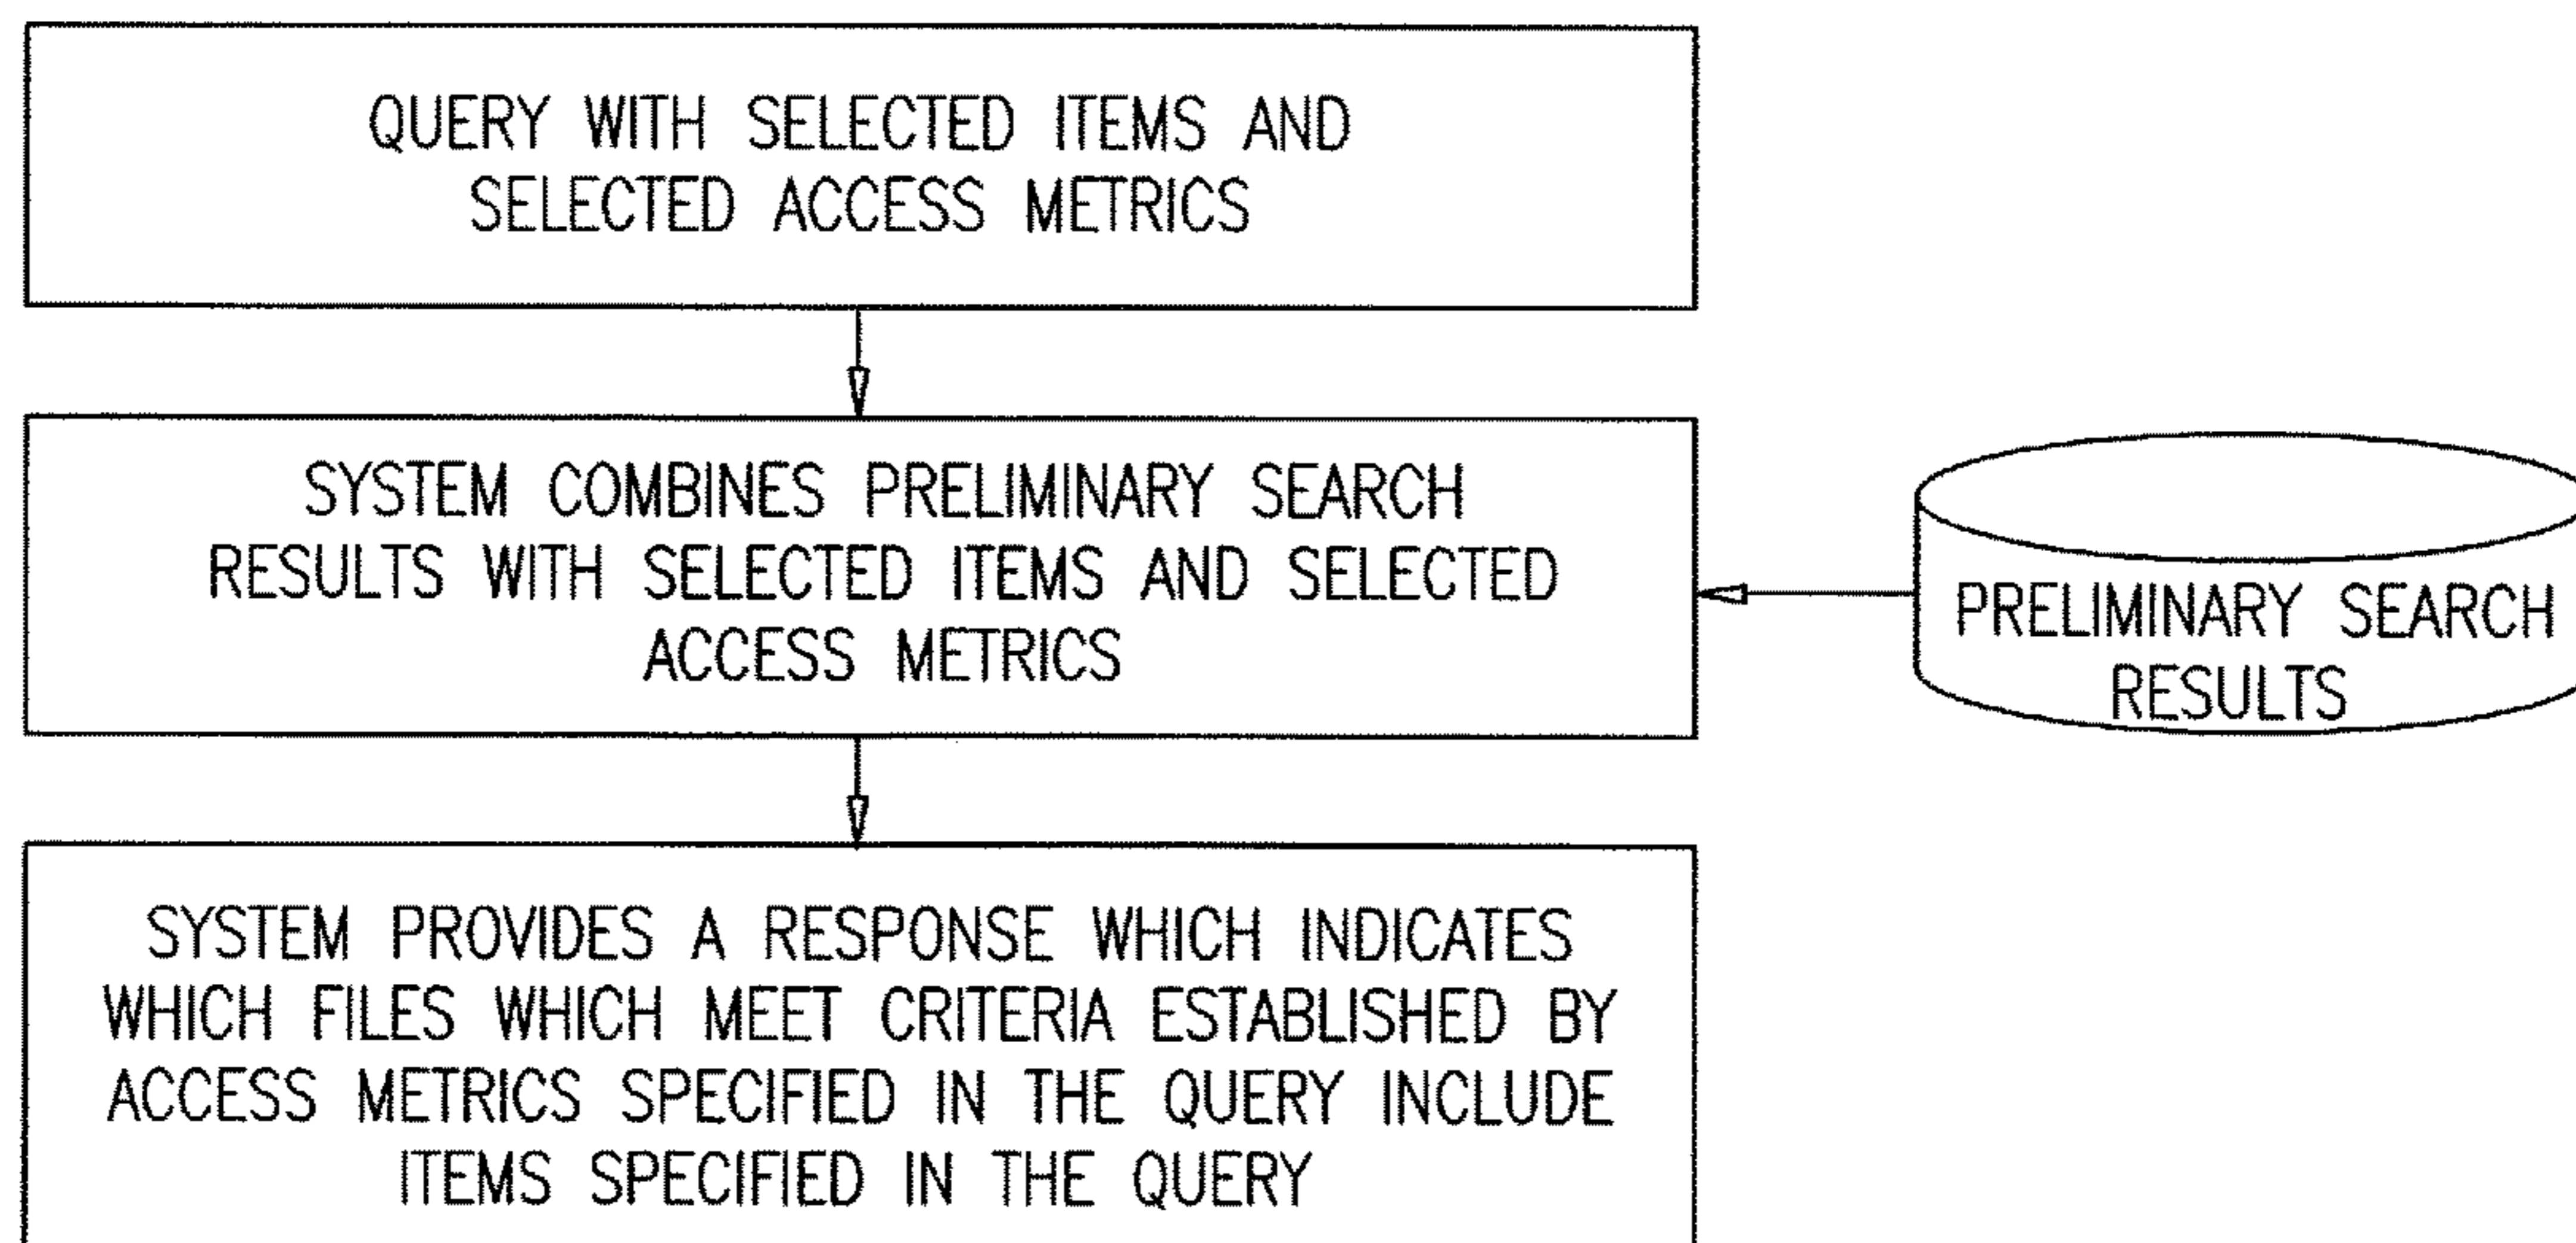 QUERY WITH SELECTED ITEMS AND
SELECTED ACCESS METRICS
SYSTEM COMBINES PRELIMINARY SEARCH
RESULTS WITH SELECTED ITEMS AND SELECTED
ACCESS METRICS
PRELIMINARY SEARCH
RESULTS
SYSTEM PROVIDES A RESPONSE WHICH INDICATES
WHICH FILES WHICH MEET CRITERIA ESTABLISHED BY
ACCESS METRICS SPECIFIED IN THE QUERY INCLUDE
ITEMS SPECIFIED IN THE QUERY